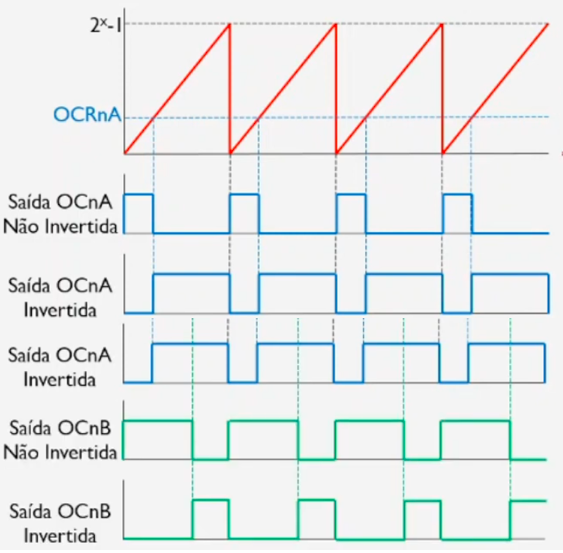 2ˣ-1
OCRnA
Saída OCnA
Não Invertida
Saída OCnA
Invertida
Saída OCnA
Invertida
Saída OCnB
Não Invertida
Saída OCnB
Invertida